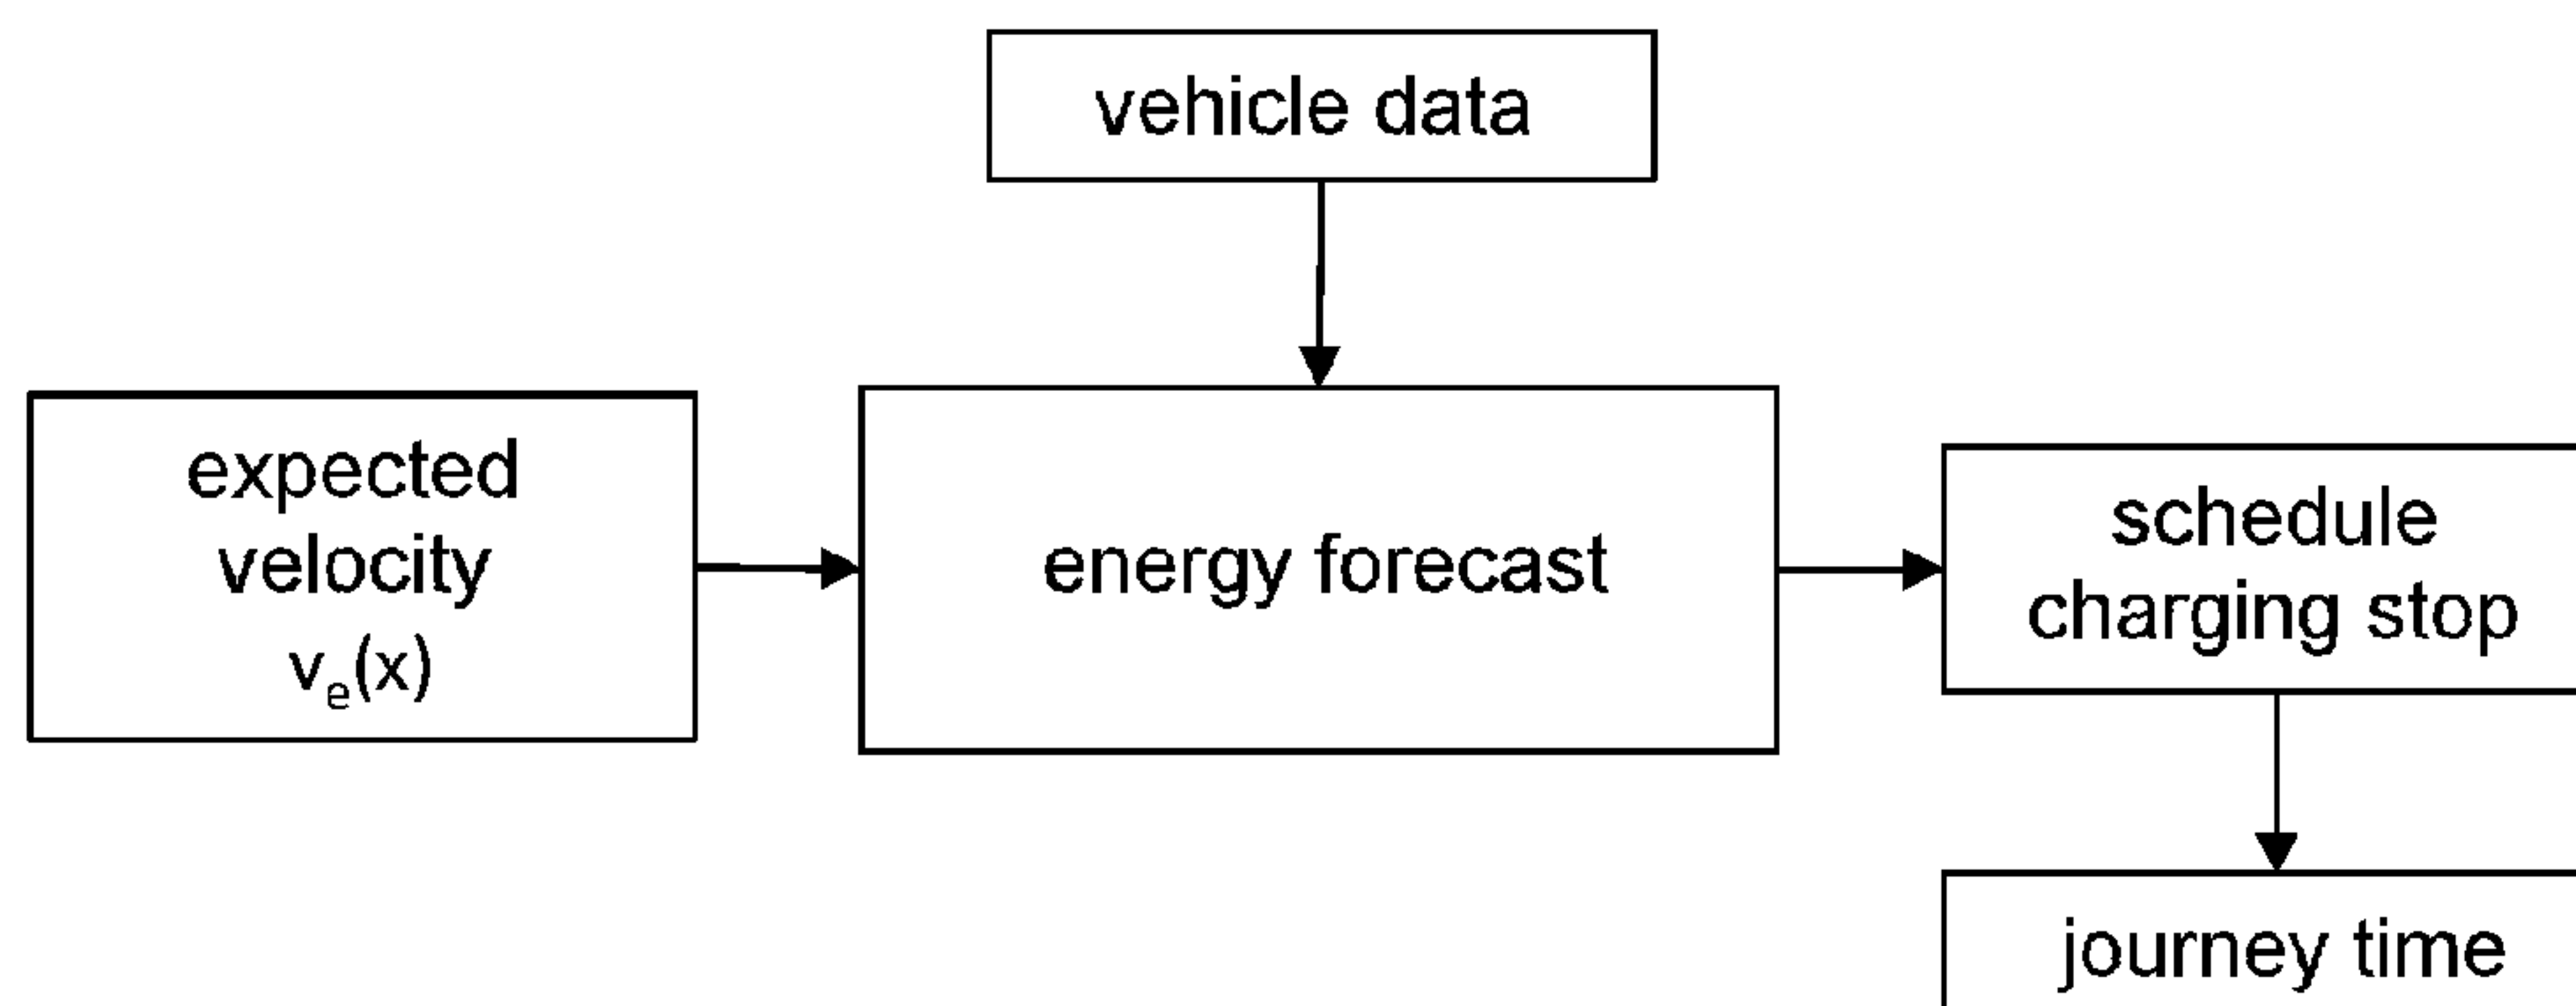 vehicle data
expected
velocity
vₑ(x)
energy forecast
schedule
charging stop
journey time